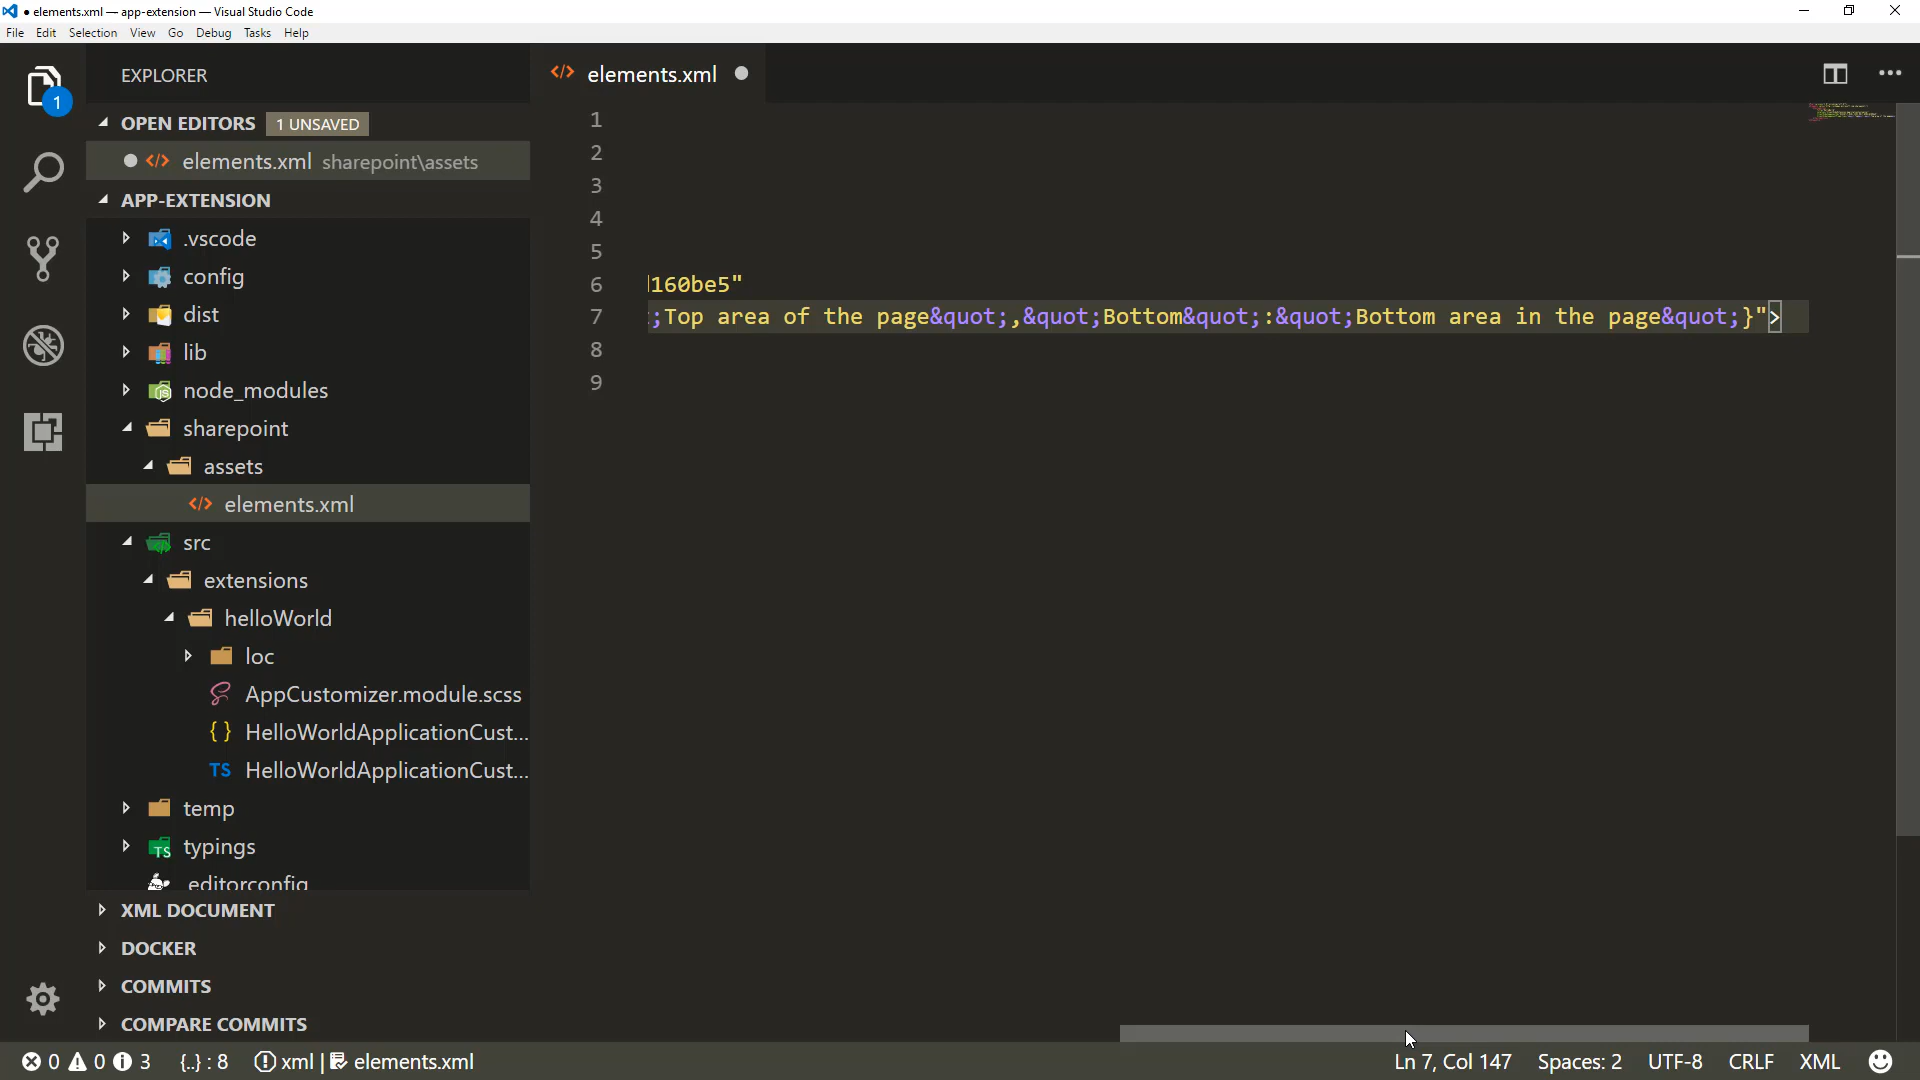 ● elements.xml — app-extension — Visual Studio Code
File Edit Selection View Go Debug Tasks Help
EXPLORER
1
OPEN EDITORS 1 UNSAVED
elements.xml sharepoint\assets
APP-EXTENSION
.vscode
config
dist
lib
node_modules
sharepoint
assets
elements.xml
src
extensions
helloWorld
loc
AppCustomizer.module.scss
{ } HelloWorldApplicationCust...
TS HelloWorldApplicationCust...
temp
typings
.editorconfig
XML DOCUMENT
DOCKER
COMMITS
COMPARE COMMITS
elements.xml
1
2
3
4
5
6 160be5"
7 ;Top area of the page&quot;,&quot;Bottom&quot;:&quot;Bottom area in the page&quot;}">
8
9
0 0 3 {..} : 8 xml | elements.xml Ln 7, Col 147 Spaces: 2 UTF-8 CRLF XML